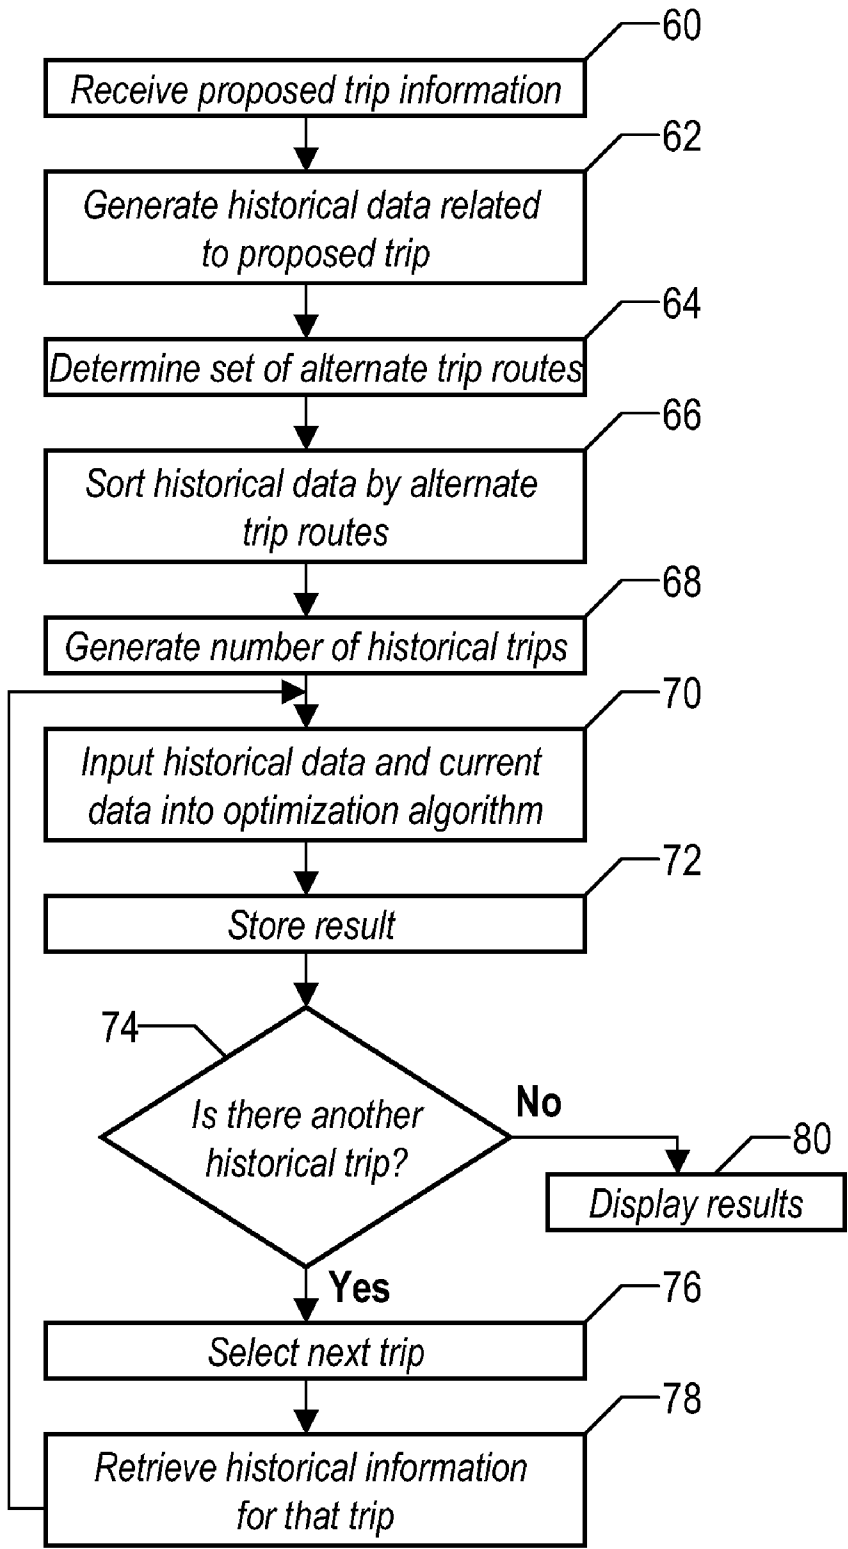 60
Receive proposed trip information
62
Generate historical data related
to proposed trip
64
Determine set of alternate trip routes
66
Sort historical data by alternate
trip routes
68
Generate number of historical trips
70
Input historical data and current
data into optimization algorithm
72
Store result
74
Is there another
historical trip?
No
80
Display results
Yes
76
Select next trip
78
Retrieve historical information
for that trip